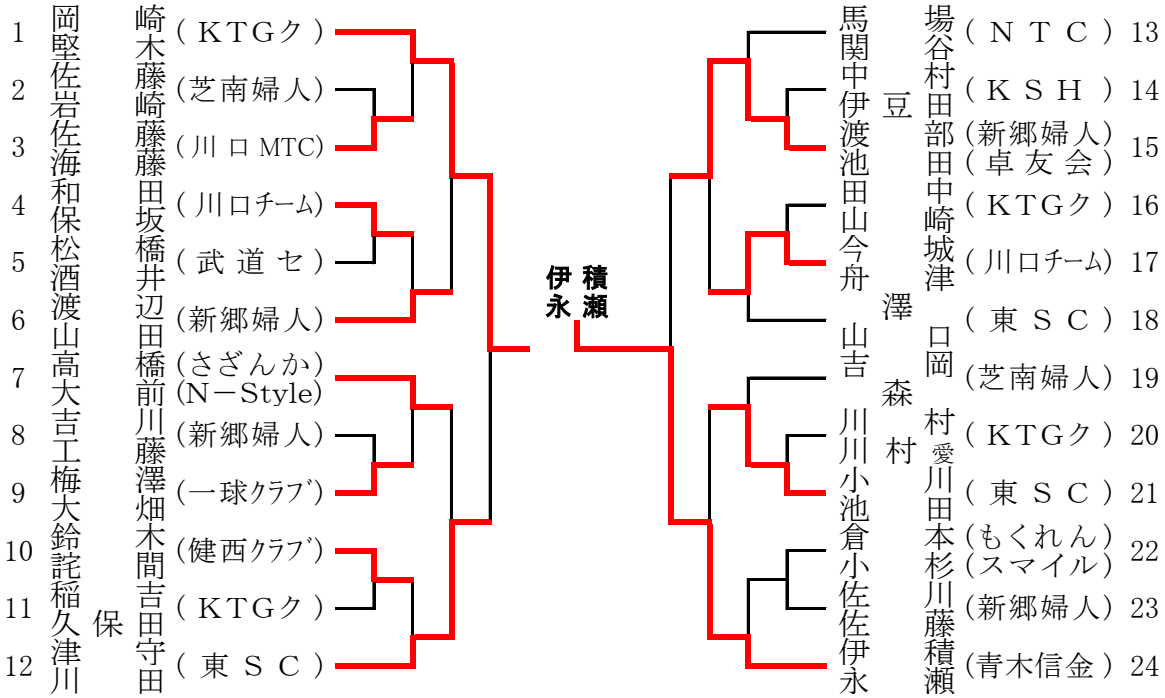 1 岡崎 (KTGク)
堅木
2 佐藤 (芝南婦人)
岩崎
3 佐藤 (川口MTC)
海藤
4 和田 (川口チーム)
保坂
5 松橋 (武道セ)
酒井
6 渡辺 (新郷婦人)
山田
7 高橋 (さざんか)
大前 (N−Style)
8 吉川 (新郷婦人)
工藤
9 梅澤 (一球クラブ)
大畑
10 鈴木 (健西クラブ)
詫間
11 稲吉 (KTGク)
久保田
12 津守 (東SC)
川田
伊積
永瀬
馬場 (NTC) 13
関谷
中村 (KSH) 14
伊豆田
渡部 (新郷婦人) 15
池田 (卓友会)
田中 (KTGク) 16
山崎
今城 (川口チーム) 17
舟津
澤 (東SC) 18
山口
吉岡 (芝南婦人) 19
森
川村 (KTGク) 20
川村愛
小川 (東SC) 21
池田
倉本 (もくれん) 22
小杉 (スマイル)
佐川 (新郷婦人) 23
佐藤
伊積 (青木信金) 24
永瀬